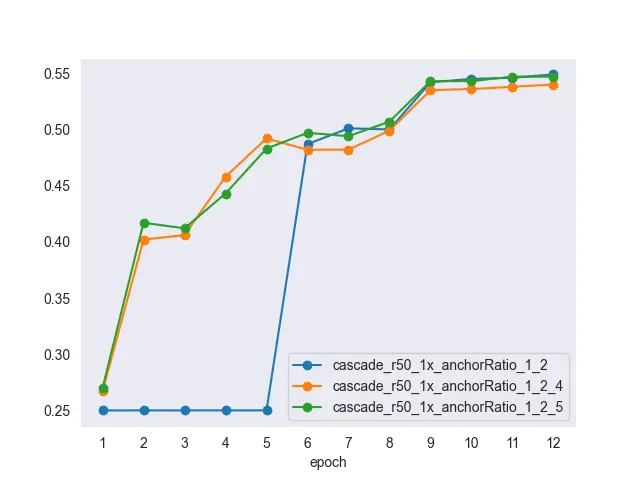 0.55
0.50
0.45
0.40
0.35
0.30
0.25
cascade_r50_1x_anchorRatio_1_2
cascade_r50_1x_anchorRatio_1_2_4
cascade_r50_1x_anchorRatio_1_2_5
1 2 3 4 5 6 7 8 9 10 11 12
epoch